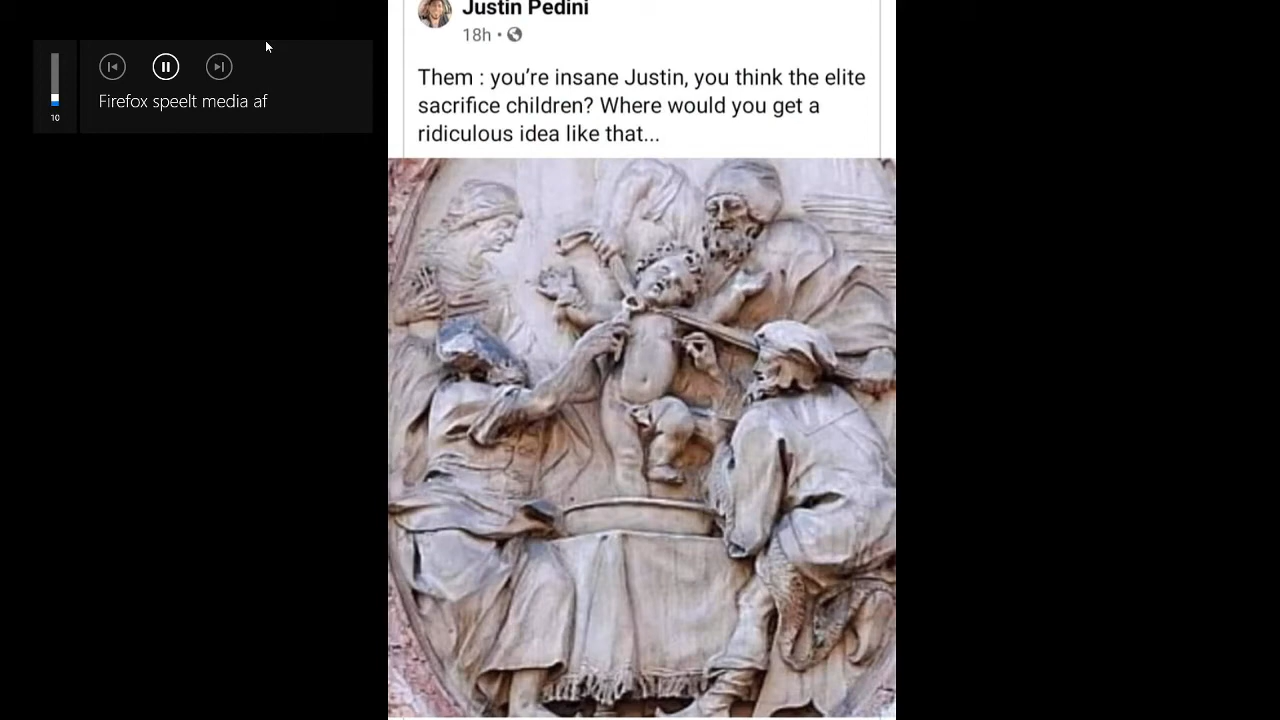 Justin Pedini
18h •
Them : you're insane Justin, you think the elite
sacrifice children? Where would you get a
ridiculous idea like that...
Firefox speelt media af
10